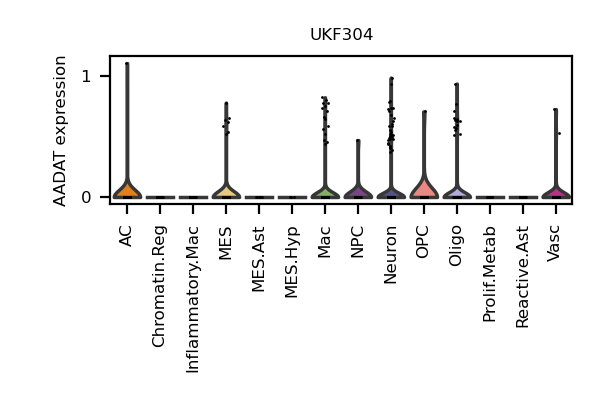 UKF304
AADAT expression
1
0
AC
Chromatin.Reg
Inflammatory.Mac
MES
MES.Ast
MES.Hyp
Mac
NPC
Neuron
OPC
Oligo
Prolif.Metab
Reactive.Ast
Vasc